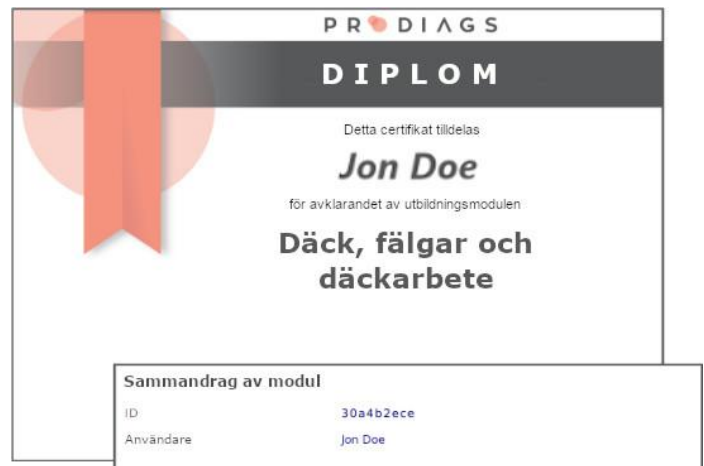 PRODIAGS
DIPLOM
Detta certifikat tilldelas
Jon Doe
för avklarandet av utbildningsmodulen
Däck, fälgar och
däckarbete
Sammandrag av modul
ID 30a4b2ece
Användare Jon Doe